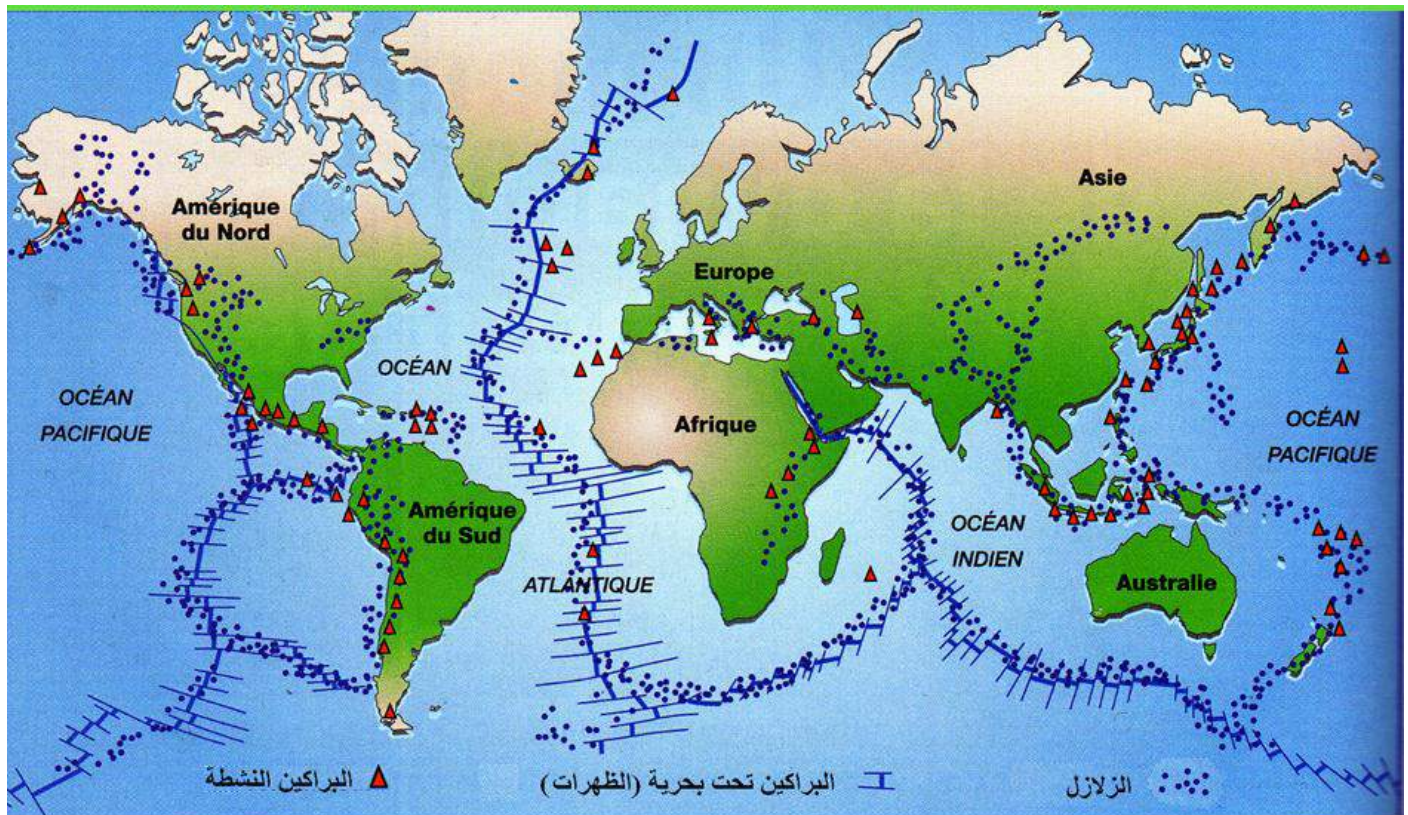 Amérique
du Nord
Asie
Europe
OCÉAN
PACIFIQUE
OCÉAN
Afrique
OCÉAN
PACIFIQUE
Amérique
du Sud
OCÉAN
INDIEN
ATLANTIQUE
Australie
الزلازل
البراكين تحت بحرية (الظهرات)
البراكين النشطة